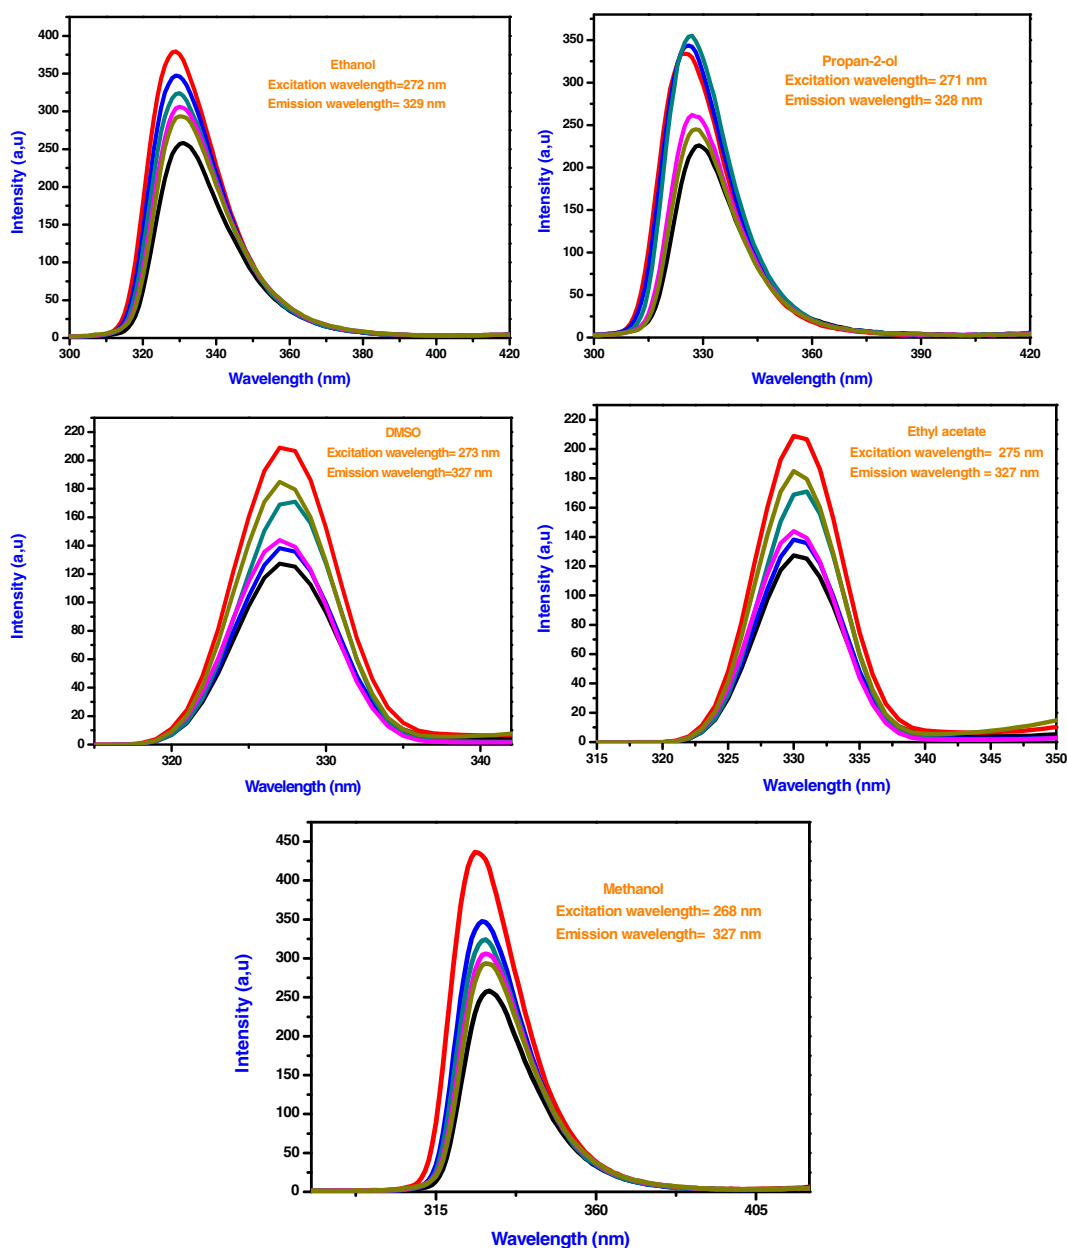 400
350
300
250
200
150
100
50
0
Intensity (a,u)
Ethanol
Excitation wavelength=272 nm
Emission wavelength=329 nm
300 320 340 360 380 400 420
Wavelength (nm)
350
300
250
200
150
100
50
0
Intensity (a,u)
Propan-2-ol
Excitation wavelength= 271 nm
Emission wavelength= 328 nm
300 330 360 390 420
Wavelength (nm)
220
200
180
160
140
120
100
80
60
40
20
0
Intensity (a,u)
DMSO
Excitation wavelength= 273 nm
Emission wavelength=327 nm
320 330 340
Wavelength (nm)
220
200
180
160
140
120
100
80
60
40
20
0
Intensity (a,u)
Ethyl acetate
Excitation wavelength= 275 nm
Emission wavelength = 327 nm
315 320 325 330 335 340 345 350
Wavelength (nm)
450
400
350
300
250
200
150
100
50
0
Intensity (a,u)
Methanol
Excitation wavelength= 268 nm
Emission wavelength= 327 nm
315 360 405
Wavelength (nm)